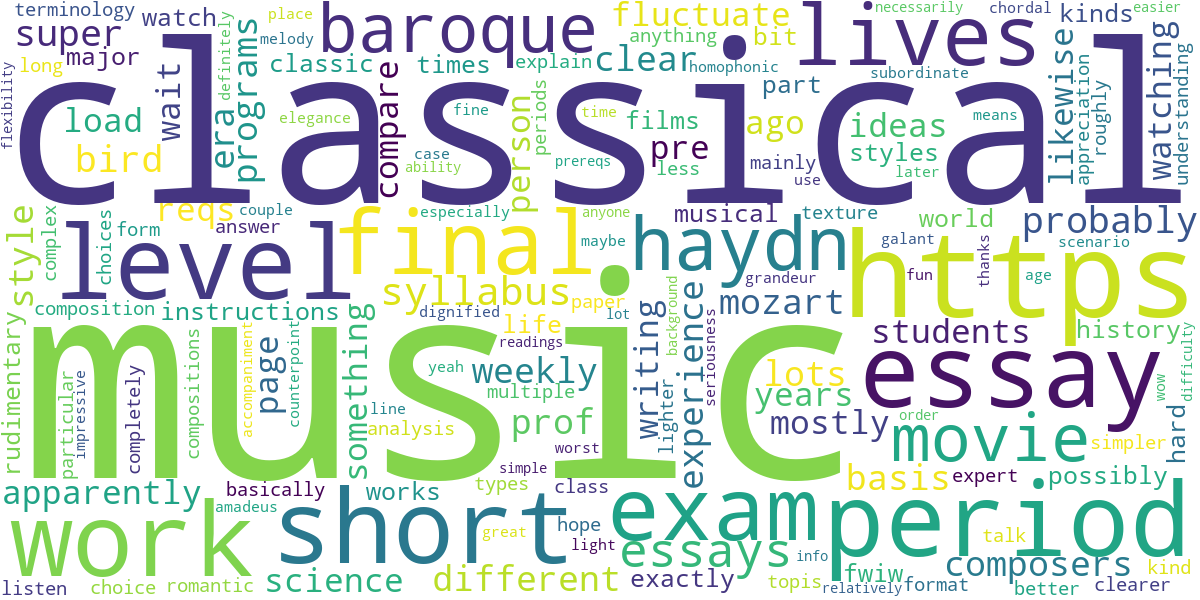 terminology
watch
baroque
fluctuate
place
lives
necessarily
easier
super
major
melody
anything
bit
chordal
kinds
long
classic
times
explain
clear
homophonic
part
subordinate
flexibility
classical
definitely
programs
era
wait
load
bird
elegance
compare
fine
person
periods
time
films
pre
ago
ideas
means
styles
likewise
appreciation
roughly
watching
understanding
case
ability
prereqs
less
mainly
use
later
style
complex
choices
reqs
couple
form
answer
level
final
especially
anyone
maybe
haydn
musical
texture
world
probably
galant
scenario
grandeur
fun
thanks
age
https
composition
instructions
syllabus
paper
lot
dignified
mozart
rudimentary
particular
impressive
completely
music
compositions
accompaniment
page
counterpoint
something
life
readings
yeah
weekly
multiple
line
analysis
prof
worst
simple
types
class
writing
lighter
background
experience
seriousness
students
history
essay
wow
difficulty
lots
years
mostly
order
movie
simpler
hard
basis
expert
possibly
apparently
basically
works
amadeus
work
short
great
hope
light
exam
essays
info
period
talk
composers
kind
listen
choice
romantic
science
different
exactly
topis
fwiw
relatively
format
better
clearer